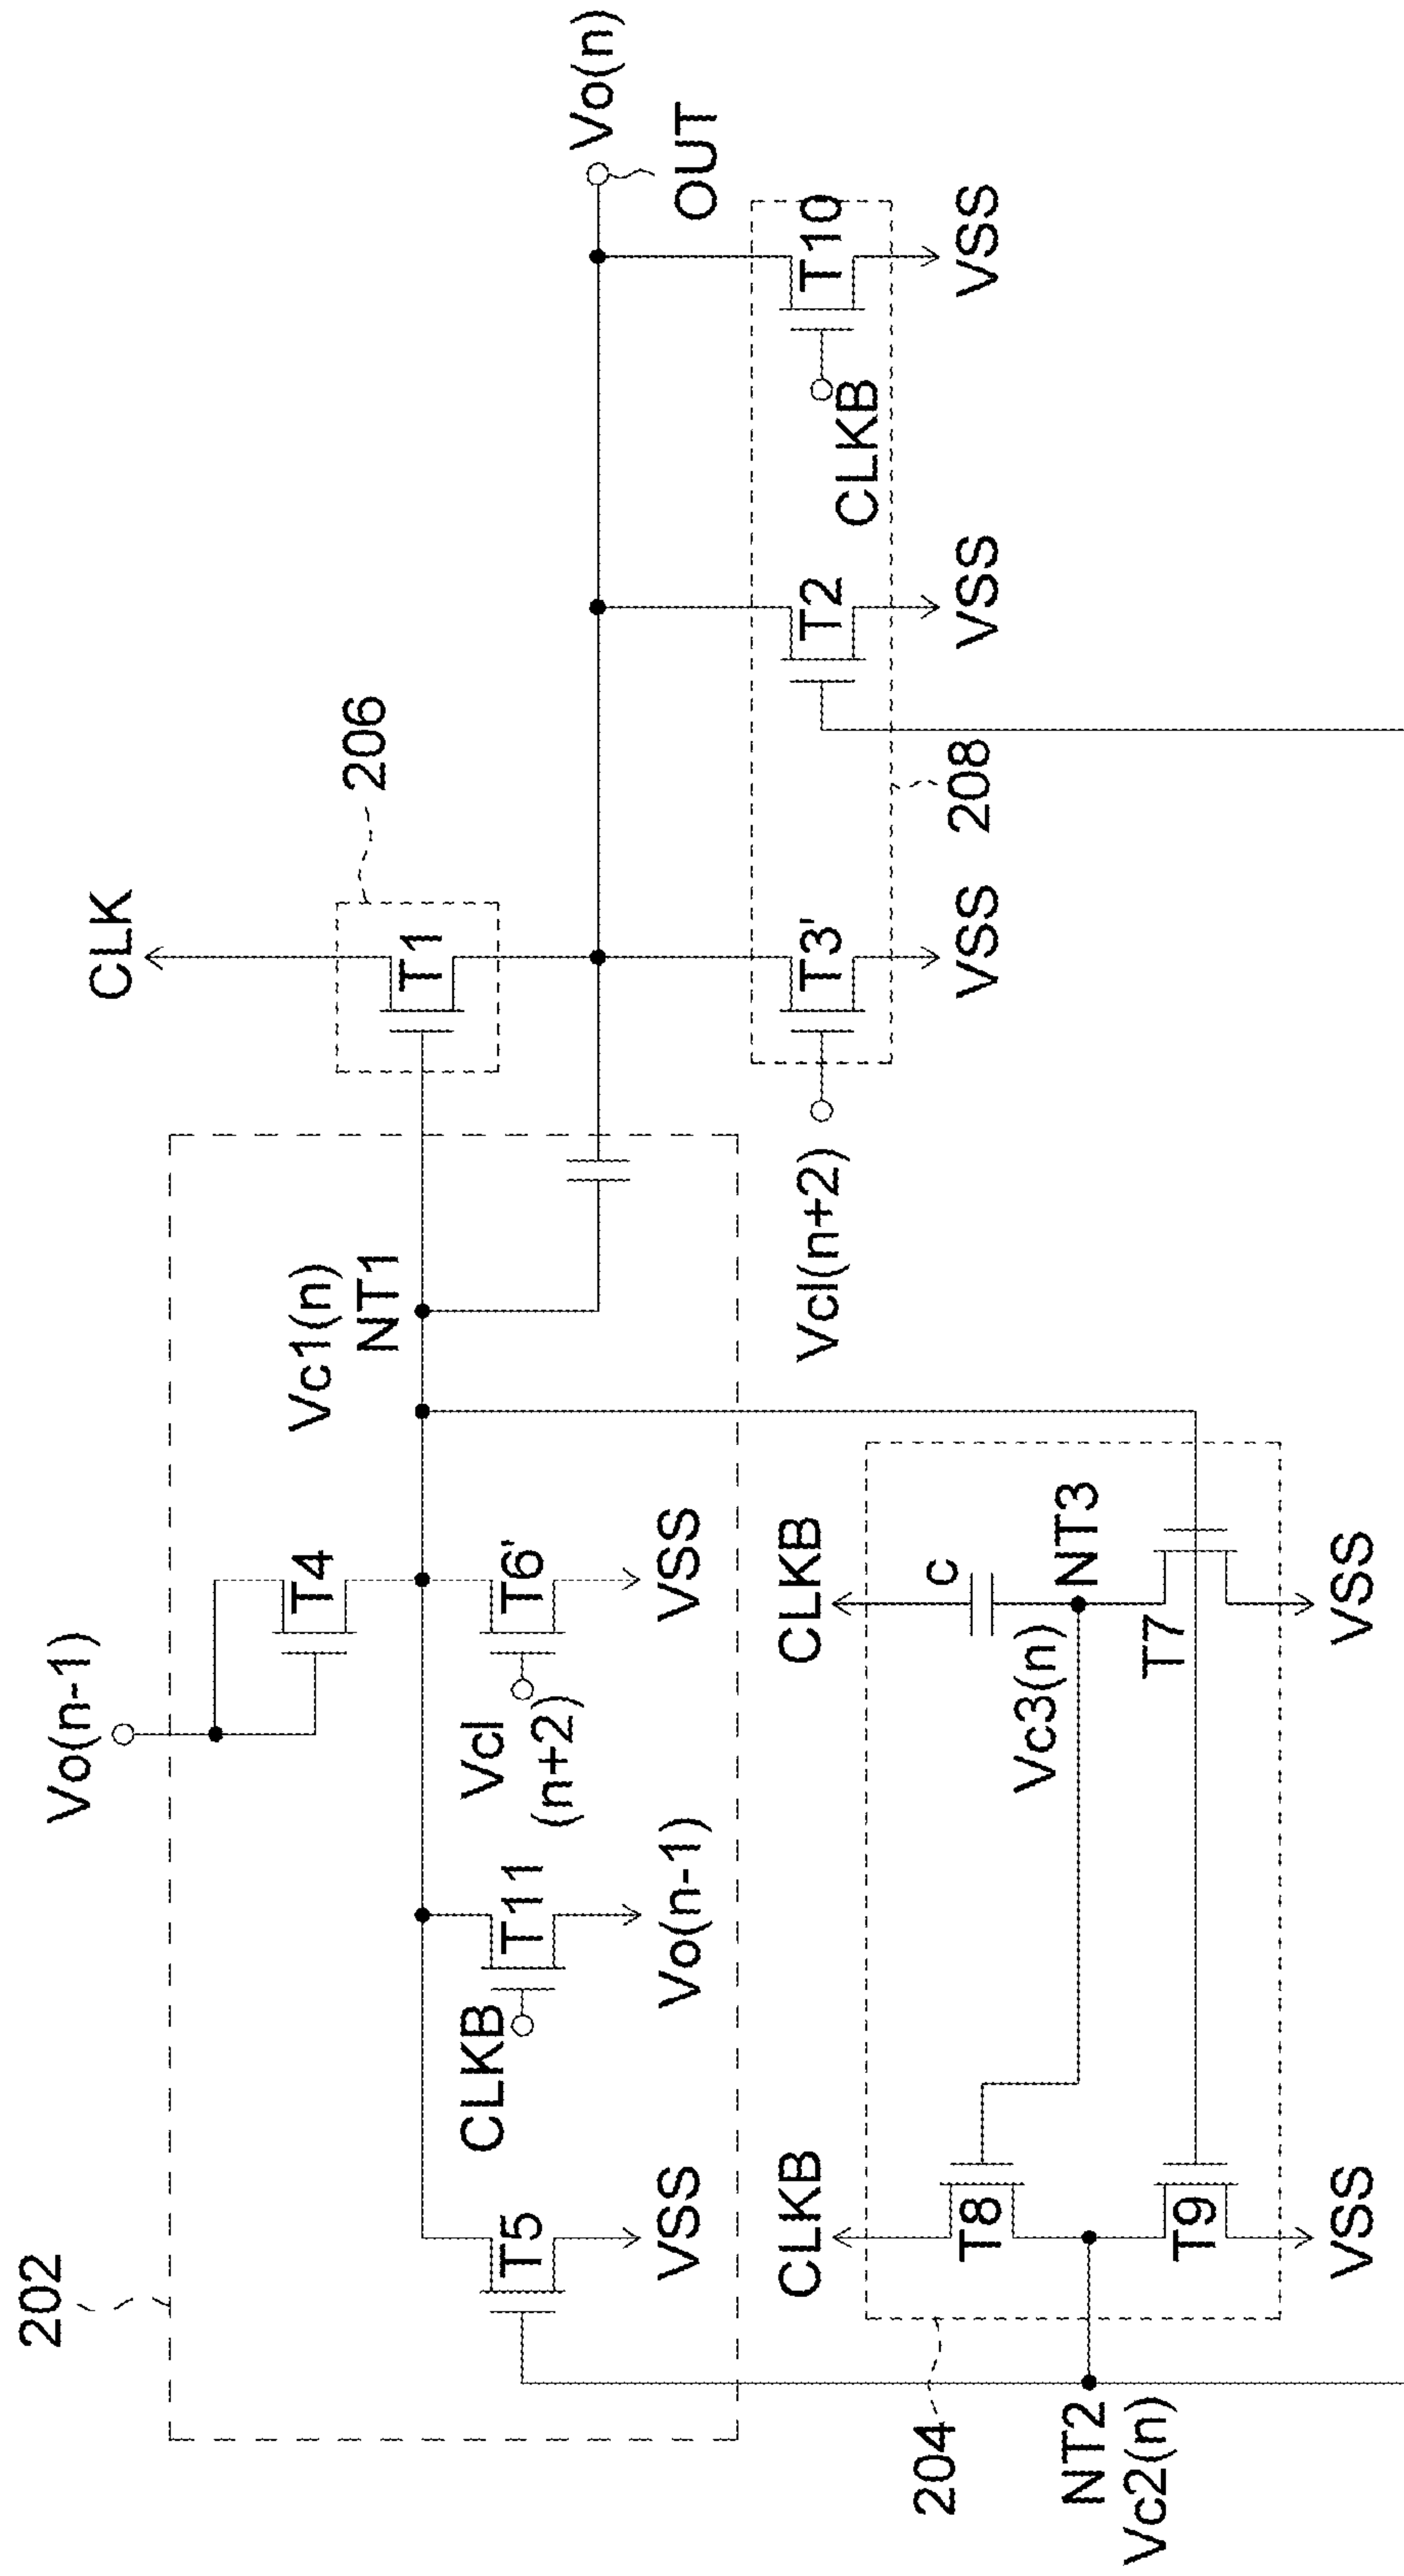 202
Vo(n-1)
CLK
T4
Vc1(n)
NT1
206
T1
CLKB
Vcl
(n+2)
T5
T11
T6'
Vo(n)
OUT
VSS
Vo(n-1)
VSS
CLKB
CLKB
Vcl(n+2)
T3'
T2
T10
CLKB
204
T8
c
VSS
208
VSS
VSS
Vc3(n)
NT3
NT2
Vc2(n)
T9
T7
VSS
VSS